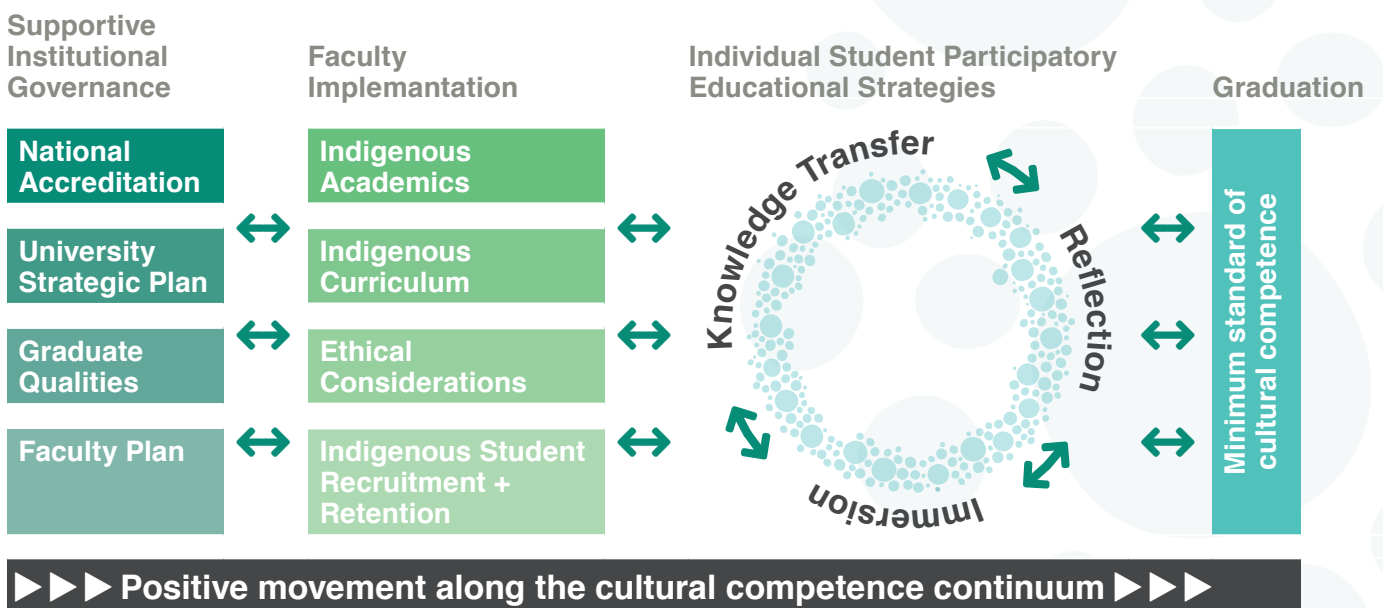 Supportive
Institutional
Governance
Faculty
Implemantation
Individual Student Participatory
Educational Strategies
Graduation
National
Accreditation
University
Strategic Plan
Graduate
Qualities
Faculty Plan
Indigenous
Academics
Indigenous
Curriculum
Ethical
Considerations
Indigenous Student
Recruitment +
Retention
Knowledge Transfer
Reflection
Immersion
Minimum standard of
cultural competence
Positive movement along the cultural competence continuum